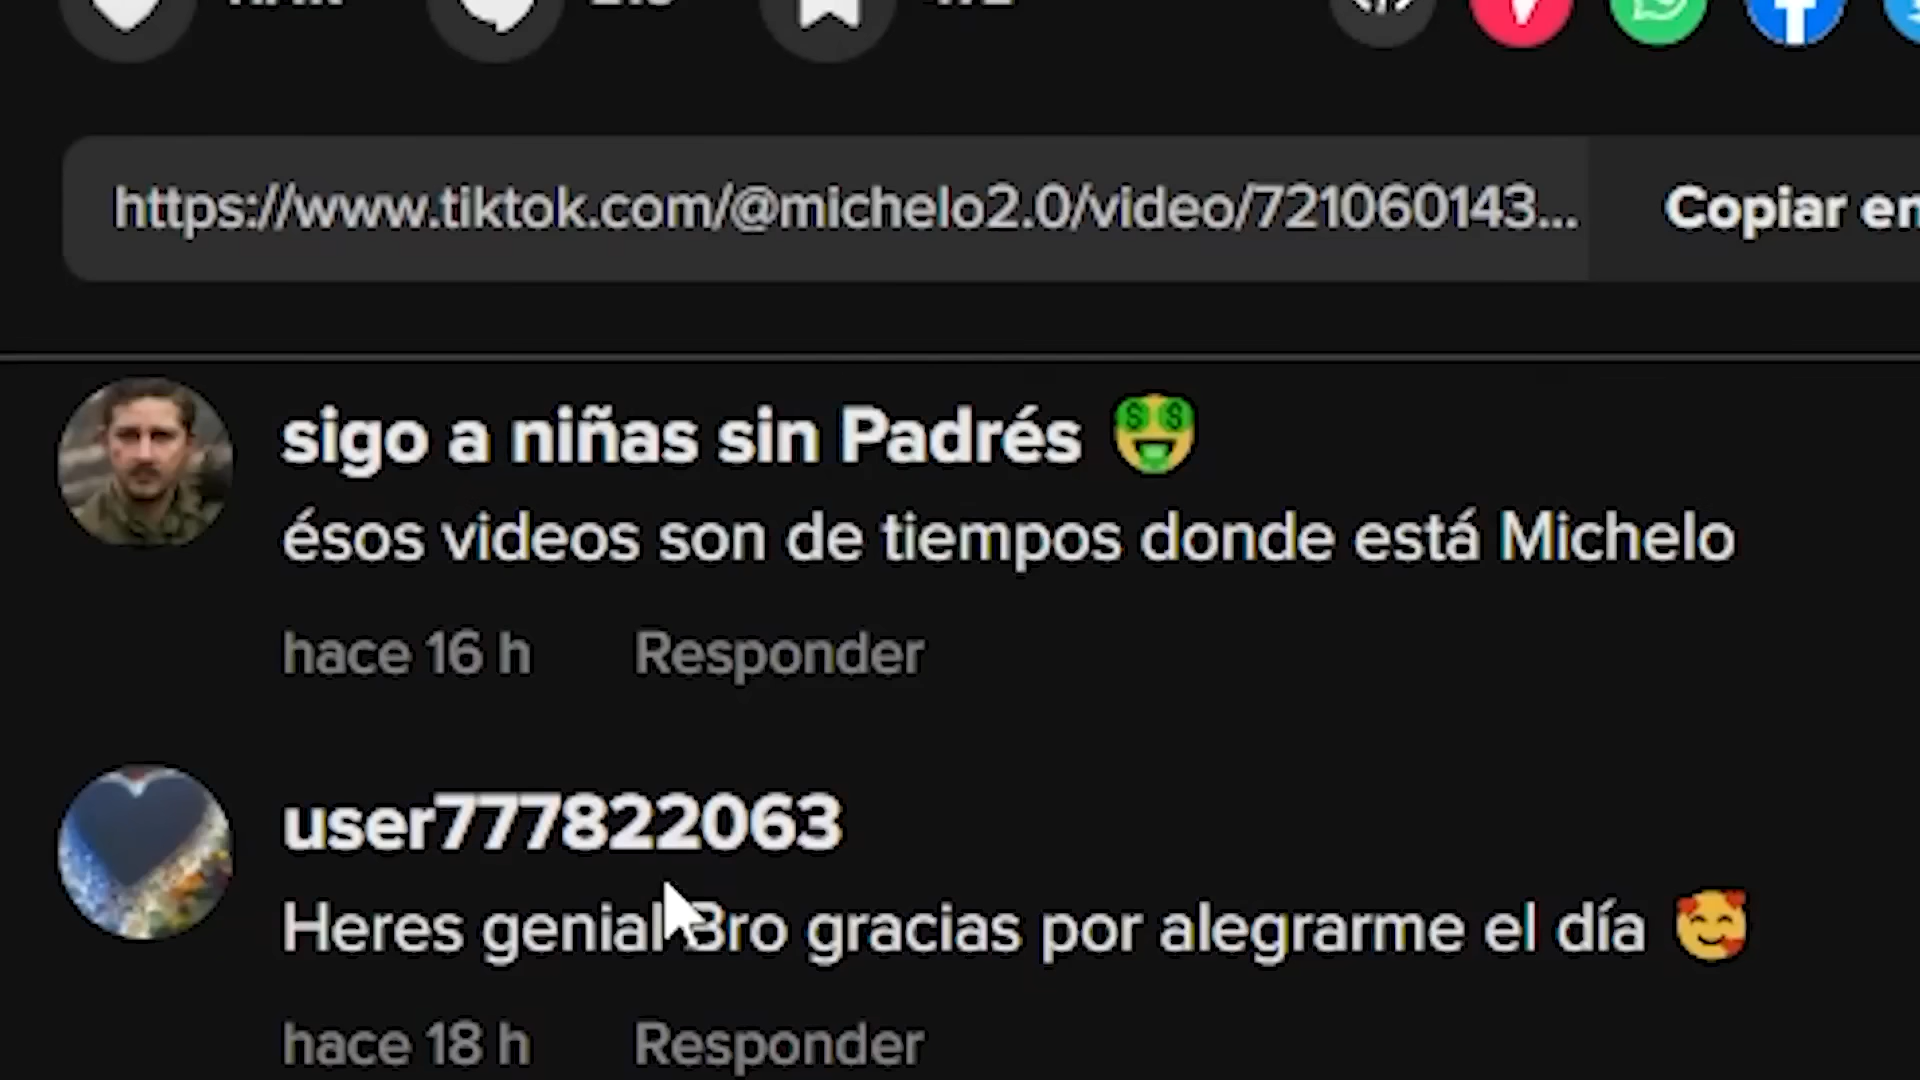 https://www.tiktok.com/@michelo2.0/video/721060143...
Copiar en
sigo a niñas sin Padrés 🤑
ésos videos son de tiempos donde está Michelo
hace 16 h Responder
user777822063
Heres genial Bro gracias por alegrarme el día 🥰
hace 18 h Responder